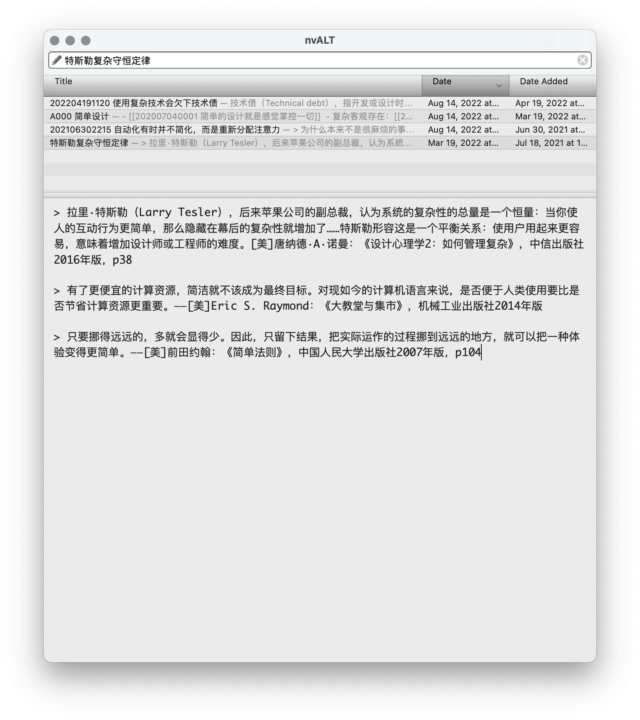 nvALT
特斯勒复杂守恒定律
Title Date Date Added
202204191120 使用复杂技术会欠下技术债 — 技术债（Technical debt），指开发或设计时... Aug 14, 2022 at... Apr 19, 2022 at...
A000 简单设计 — - [[202007040001 简单的设计就是感觉掌控一切]] - 复杂客观存在：[[2... Aug 14, 2022 at... Mar 19, 2022 at...
202106302215 自动化有时并不简化，而是重新分配注意力 — > 为什么本来不是很麻烦的事... Aug 14, 2022 at... Jun 30, 2021 at...
特斯勒复杂守恒定律 — > 拉里·特斯勒（Larry Tesler），后来苹果公司的副总裁，认为系统... Mar 19, 2022 at... Jul 18, 2021 at 1...
> 拉里·特斯勒（Larry Tesler），后来苹果公司的副总裁，认为系统的复杂性的总量是一个恒量：当你使
人的互动行为更简单，那么隐藏在幕后的复杂性就增加了……特斯勒形容这是一个平衡关系：使用户用起来更容
易，意味着增加设计师或工程师的难度。[美]唐纳德·A·诺曼：《设计心理学2：如何管理复杂》，中信出版社
2016年版，p38
> 有了更便宜的计算资源，简洁就不该成为最终目标。对现如今的计算机语言来说，是否便于人类使用要比是
否节省计算资源更重要。——[美]Eric S. Raymond：《大教堂与集市》，机械工业出版社2014年版
> 只要挪得远远的，多就会显得少。因此，只留下结果，把实际运作的过程挪到远远的地方，就可以把一种体
验变得更简单。——[美]前田约翰：《简单法则》，中国人民大学出版社2007年版，p104